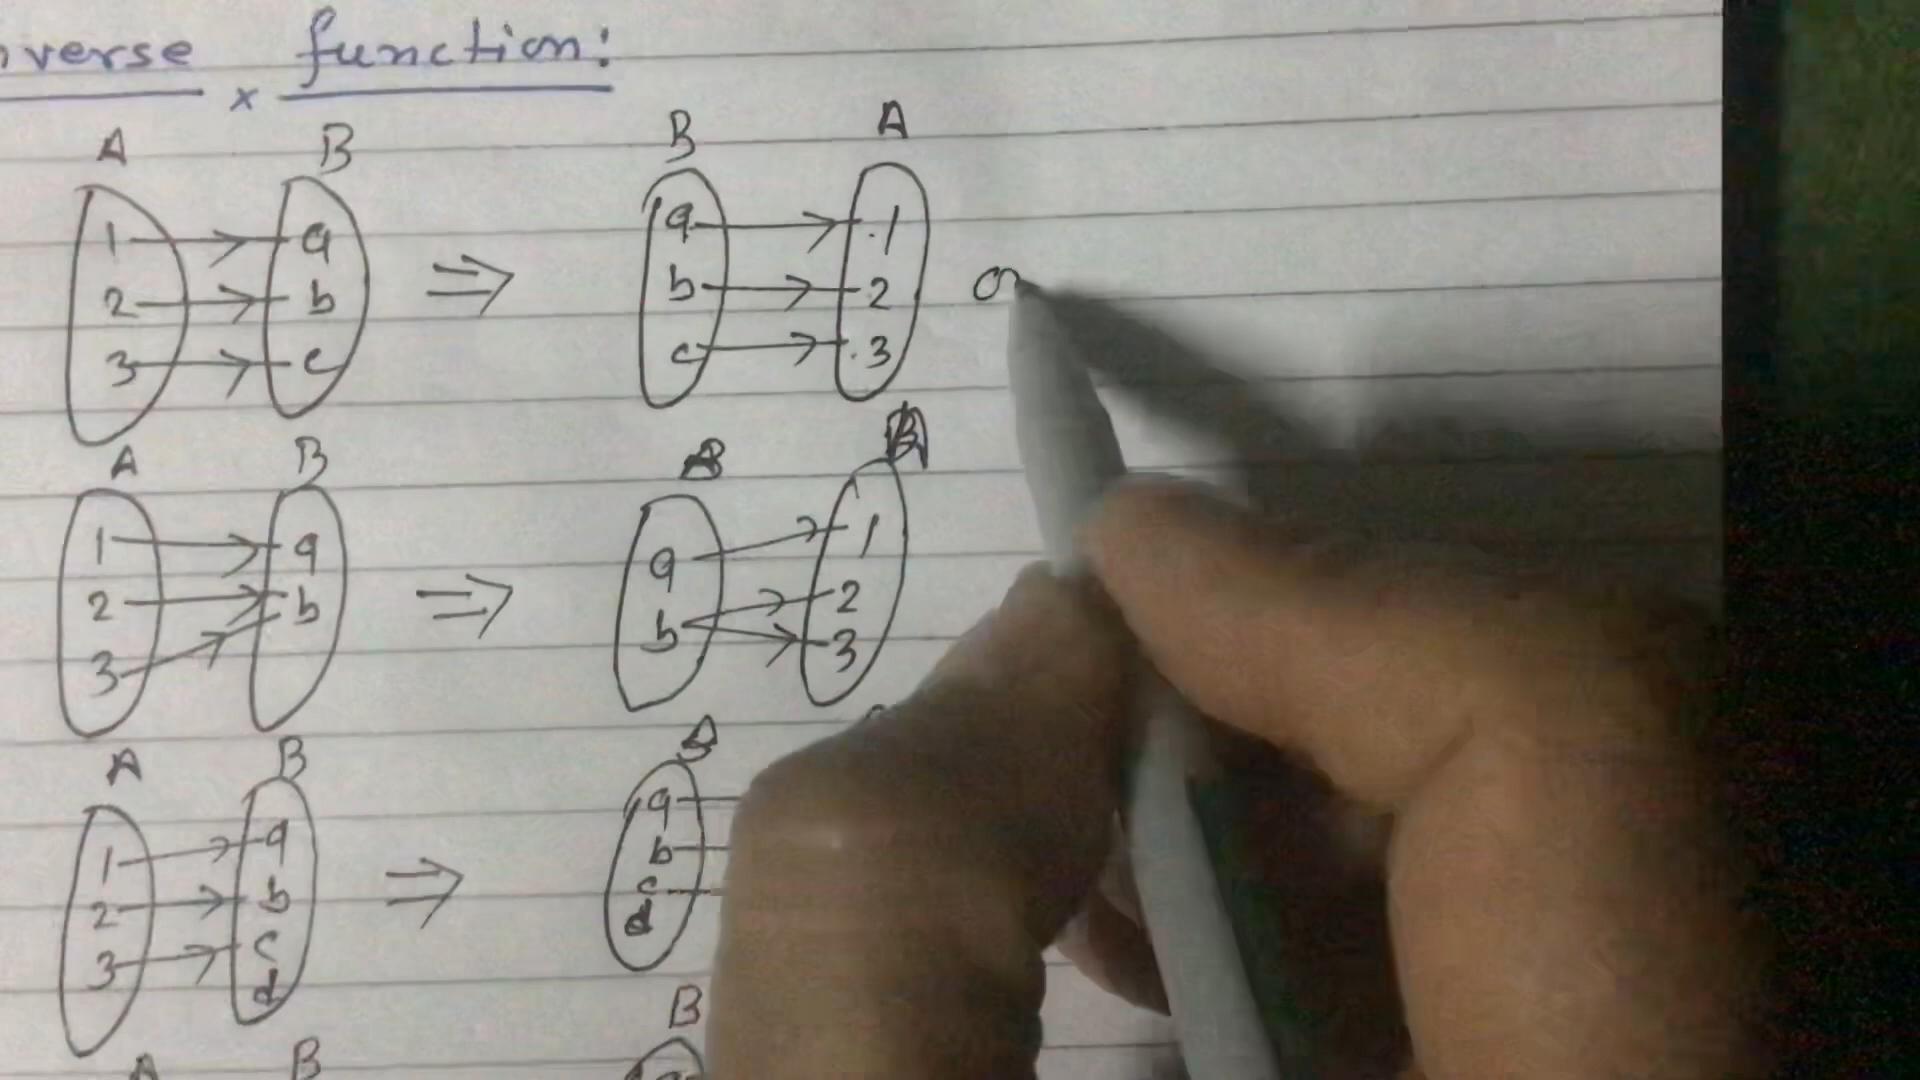 verse function:
A B B A
1 a a .1
2 b ⇒ b 2
3 c c .3
A B B
1 a a 1
2 b ⇒ b 2
3 3
A B
1 a a
2 b ⇒ b
3 c c
d d
A B B